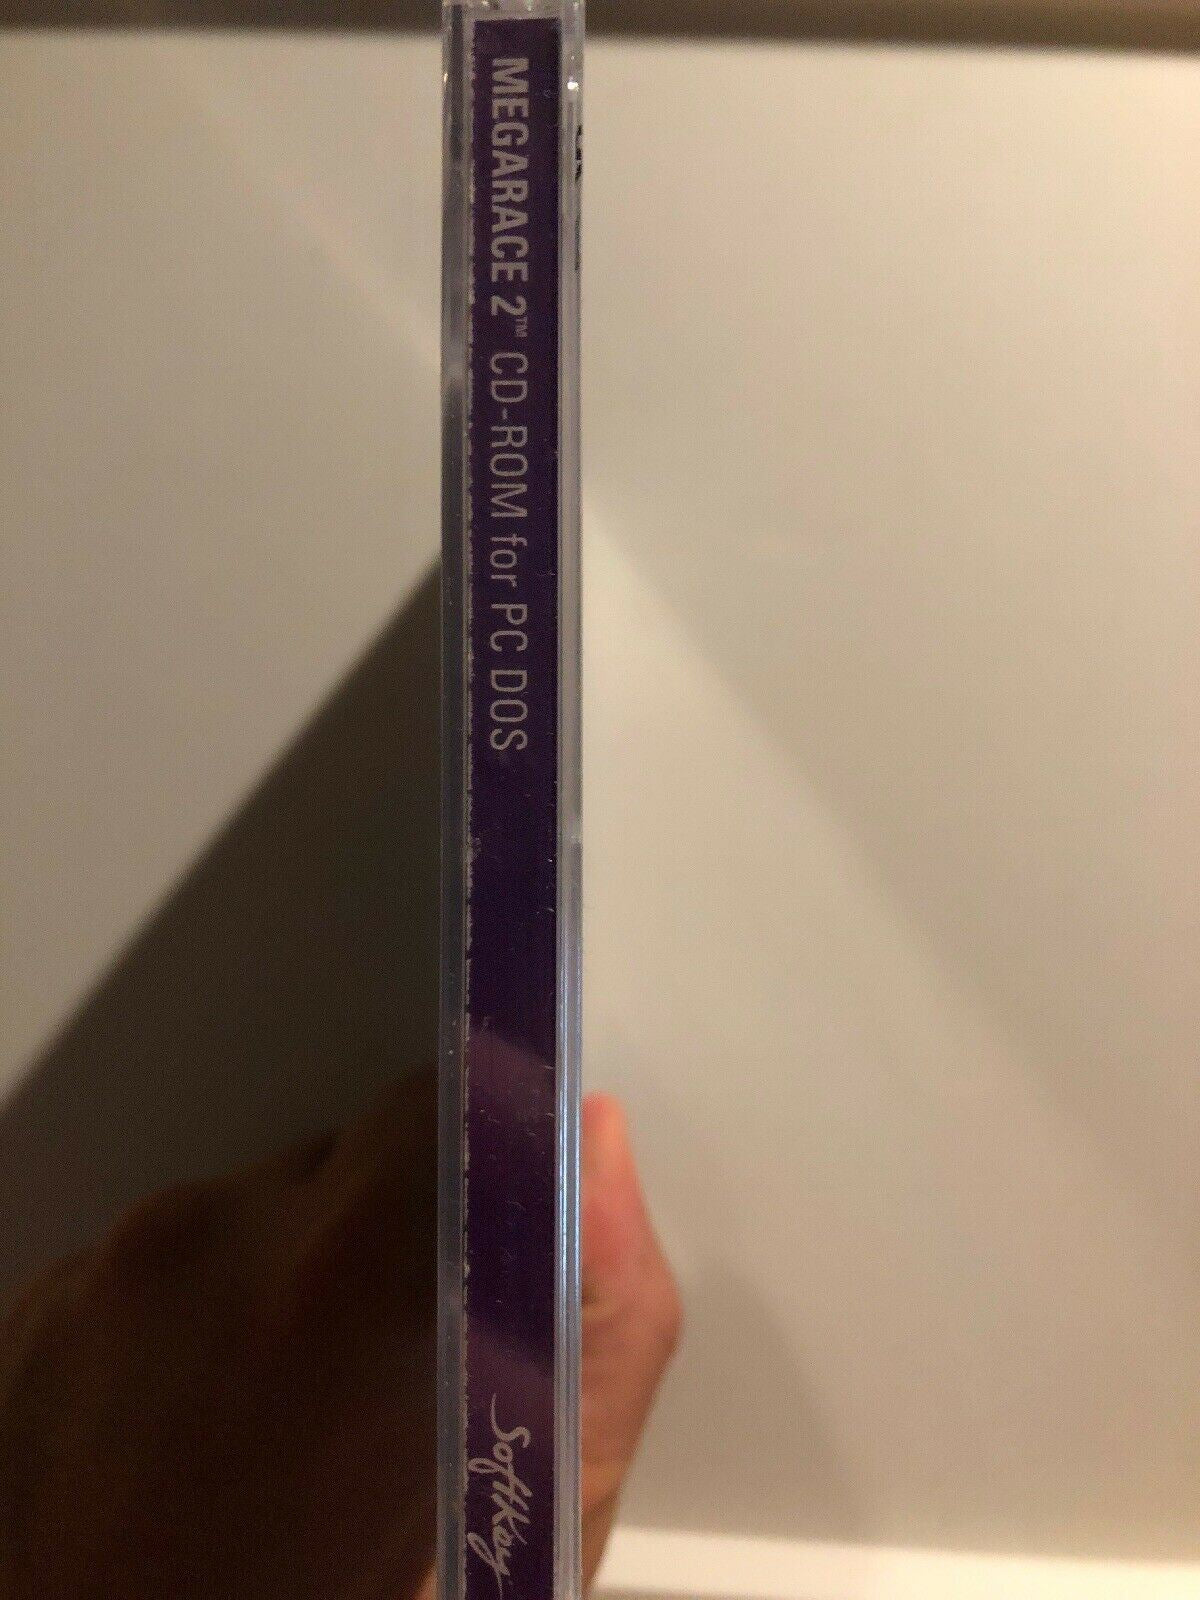 MEGARACE 2™ CD-ROM for PC DOS
SoftKey